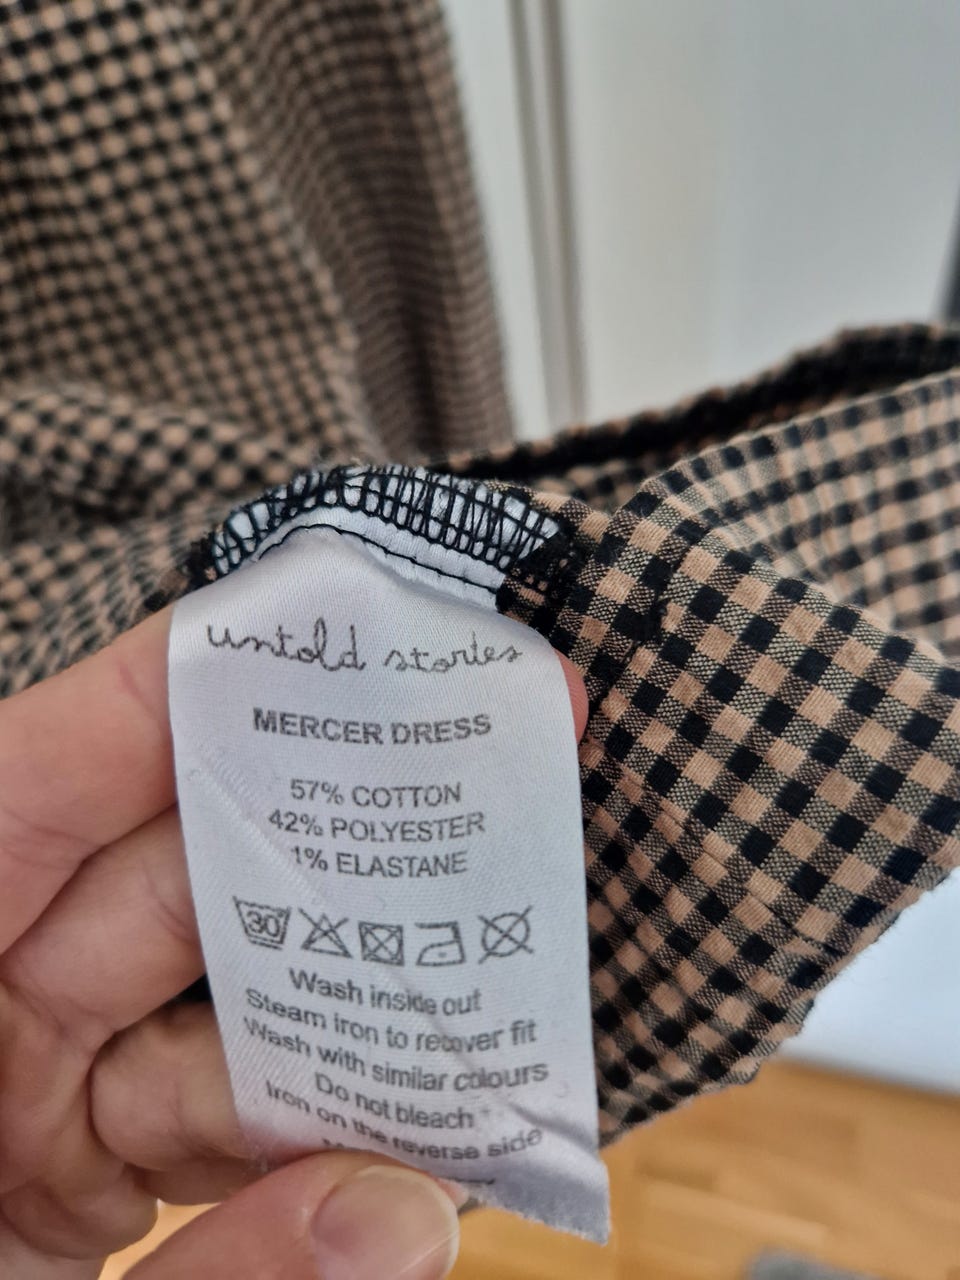 untold stories
MERCER DRESS
57% COTTON
42% POLYESTER
1% ELASTANE
30
Wash inside out
Steam iron to recover fit
Wash with similar colours
Do not bleach
Iron on the reverse side